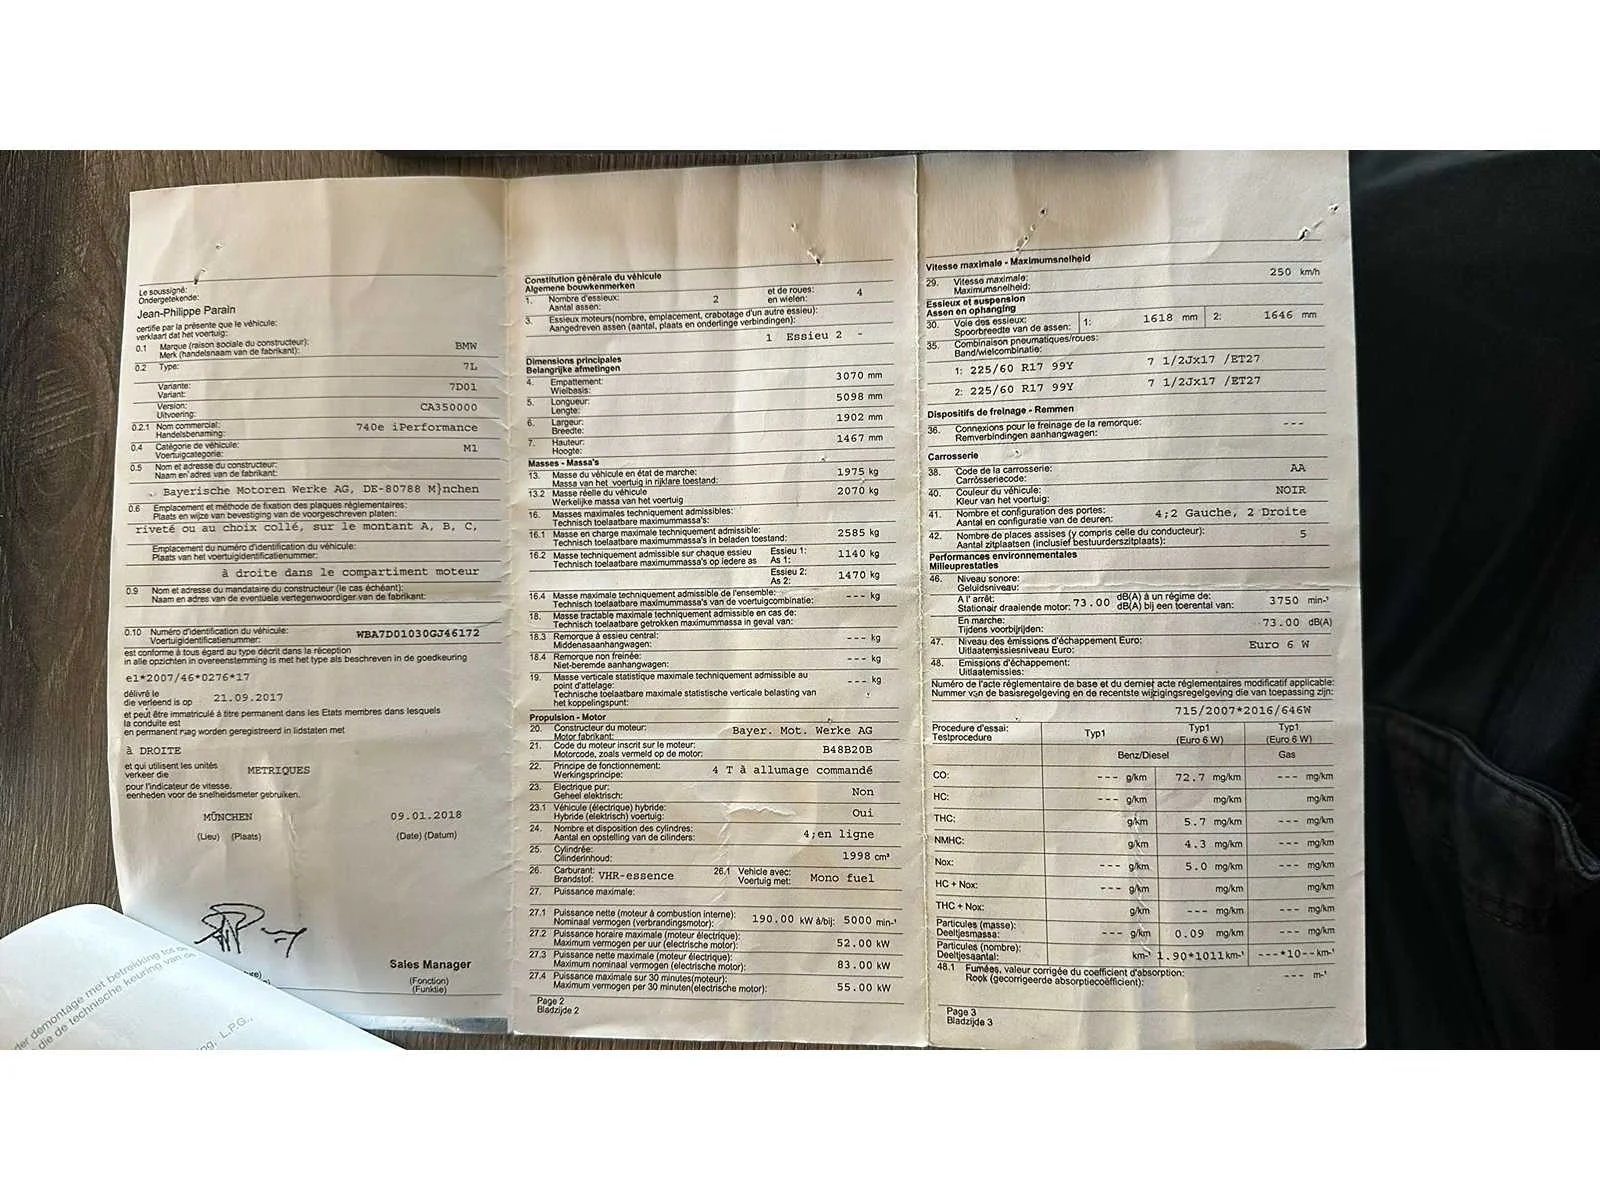 Le soussigné:
Ondergetekende:
Jean-Philippe Parain
certifie par la présente que le véhicule:
verklaart dat het voertuig:
0.1 Marque (raison sociale du constructeur): BMW
Merk (handelsnaam van de fabrikant):
0.2 Type: 7L
Variante: 7D01
Variant:
Version: CA350000
Uitvoering:
0.2.1 Nom commercial: 740e iPerformance
Handelsbenaming:
0.4 Catégorie de véhicule: M1
Voertuigcategorie:
0.5 Nom et adresse du constructeur:
Naam en adres van de fabrikant:
Bayerische Motoren Werke AG, DE-80788 M}nchen
0.6 Emplacement et méthode de fixation des plaques réglementaires:
Plaats en wijze van bevestiging van de voorgeschreven platen:
riveté ou au choix collé, sur le montant A, B, C,
Emplacement du numéro d'identification du véhicule:
Plaats van het voertuigidentificatienummer:
à droite dans le compartiment moteur
0.9 Nom et adresse du mandataire du constructeur (le cas échéant):
Naam en adres van de eventuele vertegenwoordiger van de fabrikant:
0.10 Numéro d'identification du véhicule: WBA7D01030GJ46172
Voertuigidentificatienummer:
est conforme à tous égard au type décrit dans la réception
in alle opzichten in overeenstemming is met het type als beschreven in de goedkeuring
e1*2007/46*0276*17
délivré le
die verleend is op 21.09.2017
et peut être immatriculé à titre permanent dans les Etats membres dans lesquels
la conduite est
en permanent mag worden geregistreerd in lidstaten met
à DROITE
et qui utilisent les unités METRIQUES
verkeer die
pour l'indicateur de vitesse.
eenheden voor de snelheidsmeter gebruiken.
MÜNCHEN 09.01.2018
(Lieu) (Plaats) (Date) (Datum)
Sales Manager
(Fonction)
(Funktie)
der demontage met betrekking tot de
die de technische keuring van de
L.P.G.,
Constitution générale du véhicule
Algemene bouwkenmerken
1. Nombre d'essieux: 2 et de roues: 4
Aantal assen: en wielen:
3. Essieux moteurs(nombre, emplacement, crabotage d'un autre essieu):
Aangedreven assen (aantal, plaats en onderlinge verbindingen):
1 Essieu 2 -
Dimensions principales
Belangrijke afmetingen
4. Empattement: 3070 mm
Wielbasis:
5. Longueur: 5098 mm
Lengte:
6. Largeur: 1902 mm
Breedte:
7. Hauteur: 1467 mm
Hoogte:
Masses - Massa's
13. Masse du véhicule en état de marche: 1975 kg
Massa van het voertuig in rijklare toestand:
13.2 Masse réelle du véhicule 2070 kg
Werkelijke massa van het voertuig
16. Masses maximales techniquement admissibles:
Technisch toelaatbare maximummassa's:
16.1 Masse en charge maximale techniquement admissible: 2585 kg
Technisch toelaatbare maximummassa's in beladen toestand:
16.2 Masse techniquement admissible sur chaque essieu Essieu 1: 1140 kg
Technisch toelaatbare maximummassa's op iedere as As 1:
Essieu 2: 1470 kg
As 2:
16.4 Masse maximale techniquement admissible de l'ensemble: --- kg
Technisch toelaatbare maximummassa's van de voertuigcombinatie:
18. Masse tractable maximale techniquement admissible en cas de:
Technisch toelaatbare getrokken maximummassa in geval van:
18.3 Remorque à essieu central: --- kg
Middenasaanhangwagen:
18.4 Remorque non freinée: --- kg
Niet-beremde aanhangwagen:
19. Masse verticale statistique maximale techniquement admissible au --- kg
point d'attelage:
Technisch toelaatbare maximale statistische verticale belasting van
het koppelingspunt:
Propulsion - Motor
20. Constructeur du moteur: Bayer. Mot. Werke AG
Motor fabrikant:
21. Code du moteur inscrit sur le moteur: B48B20B
Motorcode, zoals vermeld op de motor:
22. Principe de fonctionnement: 4 T à allumage commandé
Werkingsprincipe:
23. Electrique pur: Non
Geheel elektrisch:
23.1 Véhicule (électrique) hybride: Oui
Hybride (elektrisch) voertuig:
24. Nombre et disposition des cylindres: 4;en ligne
Aantal en opstelling van de cilinders:
25. Cylindrée: 1998 cm³
Cilinderinhoud:
26. Carburant: VHR-essence 26.1 Vehicle avec: Mono fuel
Brandstof: Voertuig met:
27. Puissance maximale:
27.1 Puissance nette (moteur à combustion interne): 190.00 kW à/bij: 5000 min-¹
Nominaal vermogen (verbrandingsmotor):
27.2 Puissance horaire maximale (moteur électrique): 52.00 kW
Maximum vermogen per uur (electrische motor):
27.3 Puissance nette maximale (moteur électrique): 83.00 kW
Maximum nominaal vermogen (electrische motor):
27.4 Puissance maximale sur 30 minutes(moteur): 55.00 kW
Maximum vermogen per 30 minuten(electrische motor):
Page 2
Bladzijde 2
Vitesse maximale - Maximumsnelheid
29. Vitesse maximale: 250 km/h
Maximumsnelheid:
Essieux et suspension
Assen en ophanging
30. Voie des essieux: 1: 1618 mm 2: 1646 mm
Spoorbreedte van de assen:
35. Combinaison pneumatiques/roues:
Band/wielcombinatie:
1: 225/60 R17 99Y 7 1/2Jx17 /ET27
2: 225/60 R17 99Y 7 1/2Jx17 /ET27
Dispositifs de freinage - Remmen
36. Connexions pour le freinage de la remorque: ---
Remverbindingen aanhangwagen:
Carrosserie
38. Code de la carrosserie: AA
Carrosseriecode:
40. Couleur du véhicule: NOIR
Kleur van het voertuig:
41. Nombre et configuration des portes: 4;2 Gauche, 2 Droite
Aantal en configuratie van de deuren:
42. Nombre de places assises (y compris celle du conducteur): 5
Aantal zitplaatsen (inclusief bestuurderszitplaats):
Performances environnementales
Milieuprestaties
46. Niveau sonore:
Geluidsniveau:
A l' arrêt: 73.00 dB(A) à un régime de: 3750 min-¹
Stationair draaiende motor: dB(A) bij een toerental van:
En marche: 73.00 dB(A)
Tijdens voorbijrijden:
47. Niveau des émissions d'échappement Euro: Euro 6 W
Uitlaatemissiesniveau Euro:
48. Emissions d'échappement:
Uitlaatemissies:
Numéro de l'acte réglementaire de base et du dernier acte réglementaires modificatif applicable:
Nummer van de basisregelgeving en de recentste wijzigingsregelgeving die van toepassing zijn:
715/2007*2016/646W
Procedure d'essai: Typ1 Typ1 Typ1
Testprocedure (Euro 6 W) (Euro 6 W)
Benz/Diesel Gas
CO: --- g/km 72.7 mg/km --- mg/km
HC: --- g/km mg/km --- mg/km
THC: g/km 5.7 mg/km --- mg/km
NMHC: g/km 4.3 mg/km --- mg/km
Nox: --- g/km 5.0 mg/km --- mg/km
HC + Nox: --- g/km mg/km --- mg/km
THC + Nox: g/km --- mg/km --- mg/km
Particules (masse): --- g/km 0.09 mg/km --- mg/km
Deeltjesmassa:
Particules (nombre): km-¹ 1.90*1011 km-¹ ---*10-- km-¹
Deeltjesaantal:
48.1 Fumées, valeur corrigée du coefficient d'absorption: --- m-¹
Rook (gecorrigeerde absorptiecoëfficient):
Page 3
Bladzijde 3